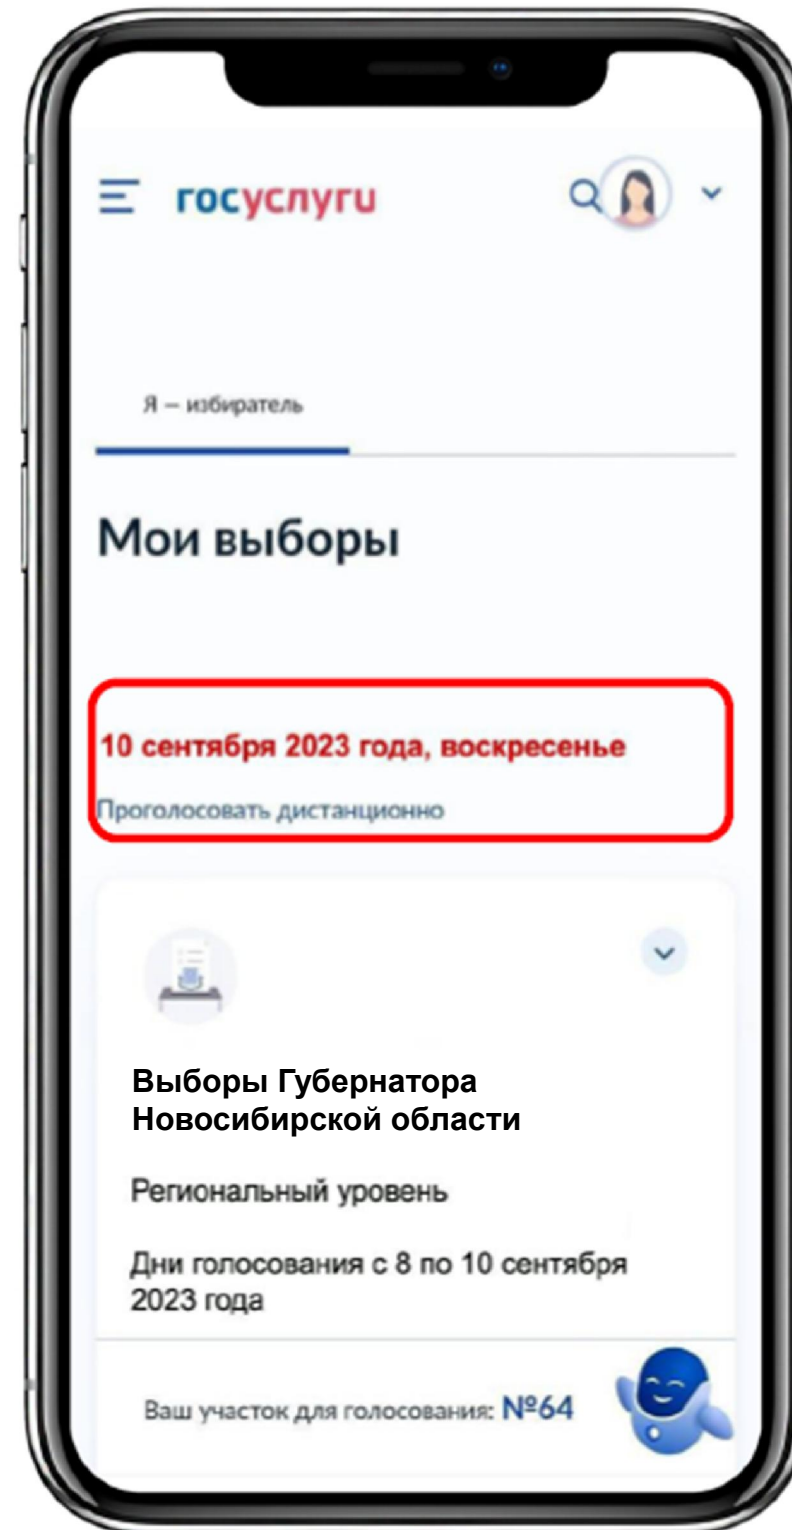 госуслуги
Я — избиратель
Мои выборы
10 сентября 2023 года, воскресенье
Проголосовать дистанционно
Выборы Губернатора
Новосибирской области
Региональный уровень
Дни голосования с 8 по 10 сентября
2023 года
Ваш участок для голосования: №64